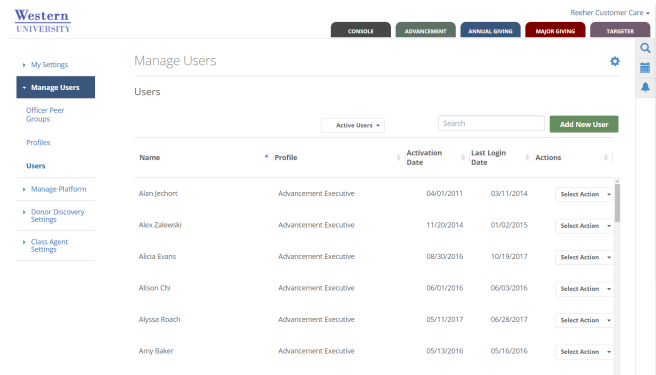 Western
UNIVERSITY
Reeher Customer Care
CONSOLE
ADVANCEMENT
ANNUAL GIVING
MAJOR GIVING
TARGETER
My Settings
Manage Users
Officer Peer
Groups
Profiles
Users
Manage Platform
Donor Discovery
Settings
Class Agent
Settings
Manage Users
Users
Active Users
Search
Add New User
Name Profile Activation Date Last Login Date Actions
Alan Jechort Advancement Executive 04/01/2011 03/11/2014 Select Action
Alex Zalewski Advancement Executive 11/20/2014 01/02/2015 Select Action
Alicia Evans Advancement Executive 08/30/2016 10/19/2017 Select Action
Alison Chi Advancement Executive 06/01/2016 06/03/2016 Select Action
Alyssa Roach Advancement Executive 05/11/2017 06/28/2017 Select Action
Amy Baker Advancement Executive 05/13/2016 05/16/2016 Select Action